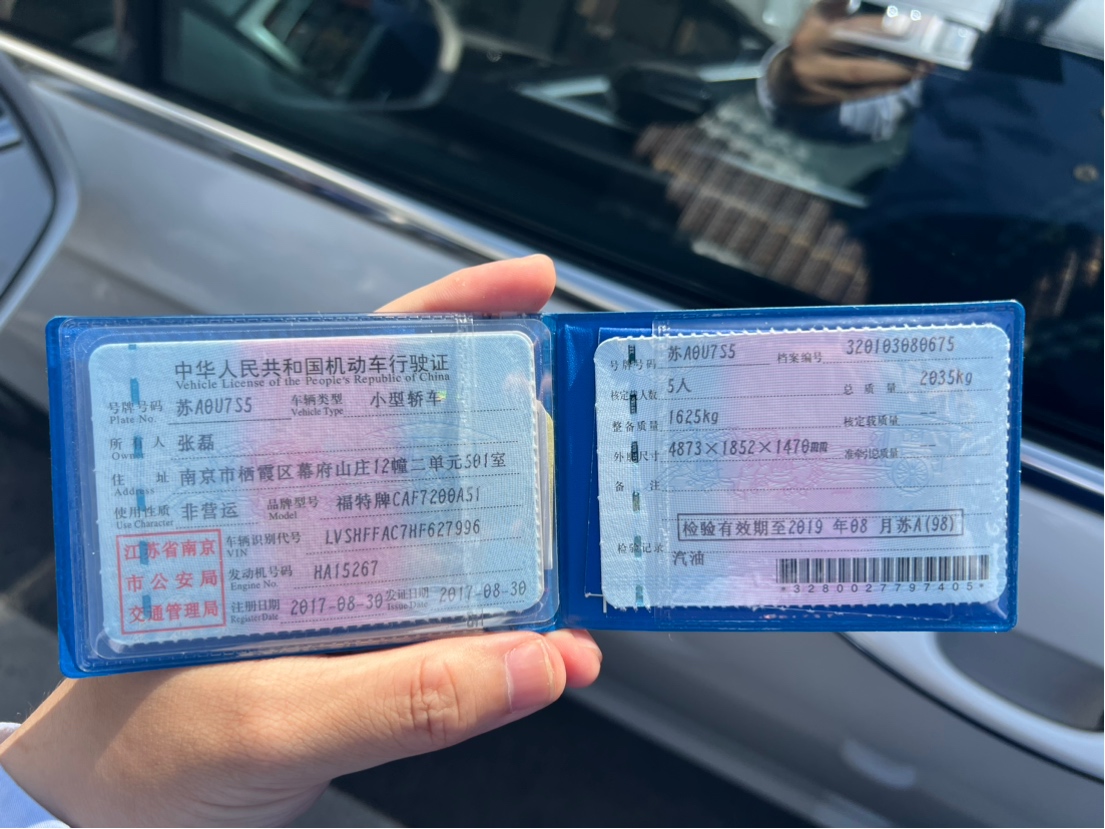 中华人民共和国机动车行驶证
Vehicle License of the People's Republic of China
号牌号码 苏A0U7S5 车辆类型 小型轿车
Plate No. Vehicle Type
所有人 张磊
Owner
住址 南京市栖霞区幕府山庄12幢二单元501室
Address
使用性质 非营运 品牌型号 福特牌CAF7200A51
Use Character Model
江苏省南京
市公安局
交通管理局
车辆识别代号 LVSHFFAC7HF627996
VIN
发动机号码 HA15267
Engine No.
注册日期 2017-08-30 发证日期 2017-08-30
Register Date Issue Date
号牌号码 苏A0U7S5 档案编号 320103080675
核定载人数 5人 总质量 2035kg
整备质量 1625kg 核定载质量 --
外廓尺寸 4873×1852×1470 准牵引总质量 --
备注
检验有效期至2019 年08 月苏A(98)
检验记录
汽油
*3280027797405*